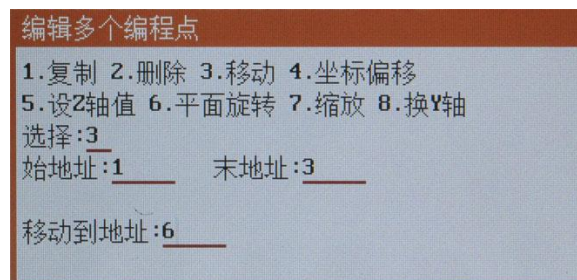 编辑多个编程点
1.复制 2.删除 3.移动 4.坐标偏移
5.设Z轴值 6.平面旋转 7.缩放 8.换Y轴
选择:3
始地址:1 末地址:3
移动到地址:6